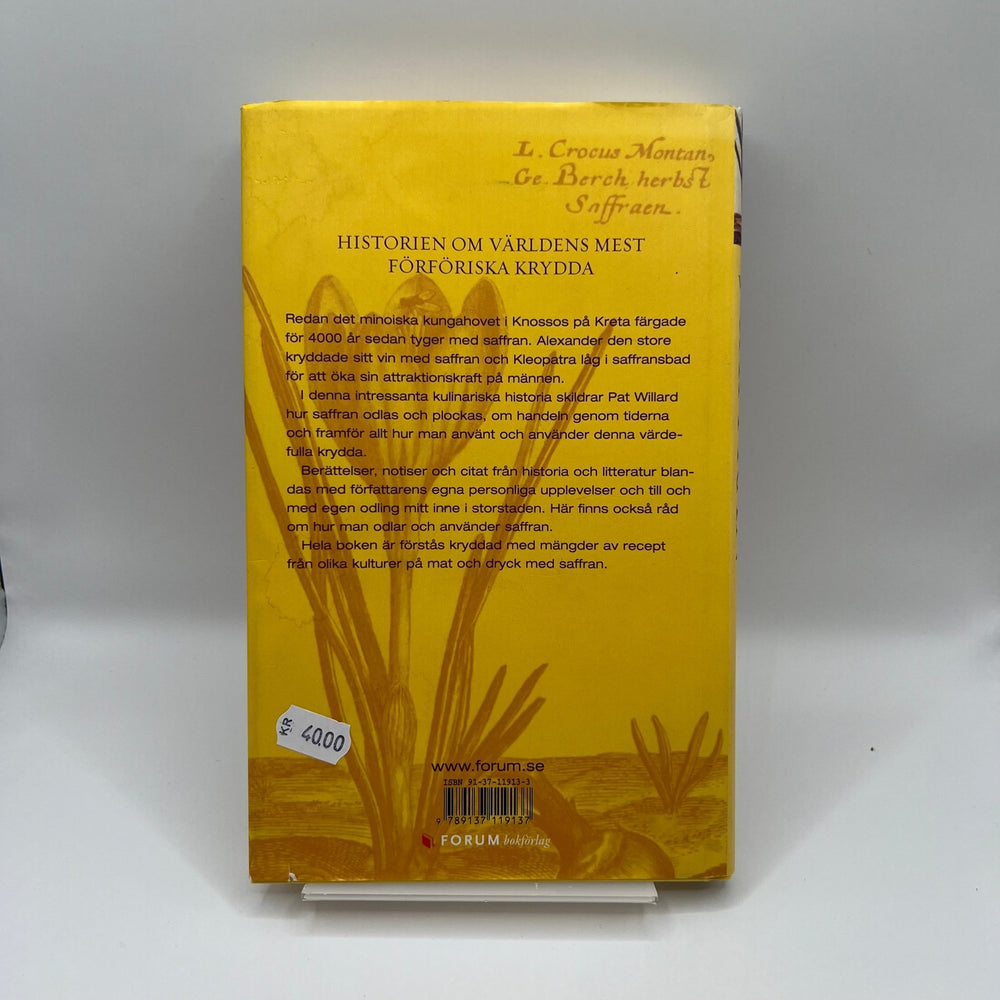 L. Crocus Montan,
Ge. Berch herbst
Saffraen.
HISTORIEN OM VÄRLDENS MEST
FÖRFÖRISKA KRYDDA
Redan det minoiska kungahovet i Knossos på Kreta färgade
för 4000 år sedan tyger med saffran. Alexander den store
kryddade sitt vin med saffran och Kleopatra låg i saffransbad
för att öka sin attraktionskraft på männen.
I denna intressanta kulinariska historia skildrar Pat Willard
hur saffran odlas och plockas, om handeln genom tiderna
och framför allt hur man använt och använder denna värde-
fulla krydda.
Berättelser, notiser och citat från historia och litteratur blan-
das med författarens egna personliga upplevelser och till och
med egen odling mitt inne i storstaden. Här finns också råd
om hur man odlar och använder saffran.
Hela boken är förstås kryddad med mängder av recept
från olika kulturer på mat och dryck med saffran.
KR 40.00
www.forum.se
ISBN 91-37-11913-3
9 789137 119137
FORUM bokförlag